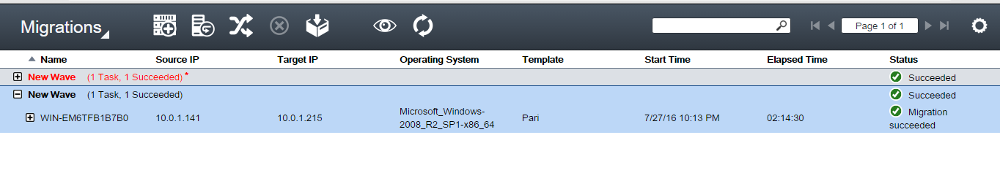 Migrations
Page 1 of 1
Name Source IP Target IP Operating System Template Start Time Elapsed Time Status
New Wave (1 Task, 1 Succeeded) * Succeeded
New Wave (1 Task, 1 Succeeded) Succeeded
WIN-EM6TFB1B7B0 10.0.1.141 10.0.1.215 Microsoft_Windows- Pari 7/27/16 10:13 PM 02:14:30 Migration
2008_R2_SP1-x86_64 succeeded